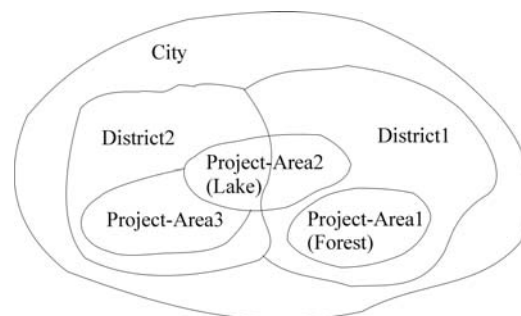 City
District2
District1
Project-Area2
(Lake)
Project-Area3
Project-Area1
(Forest)